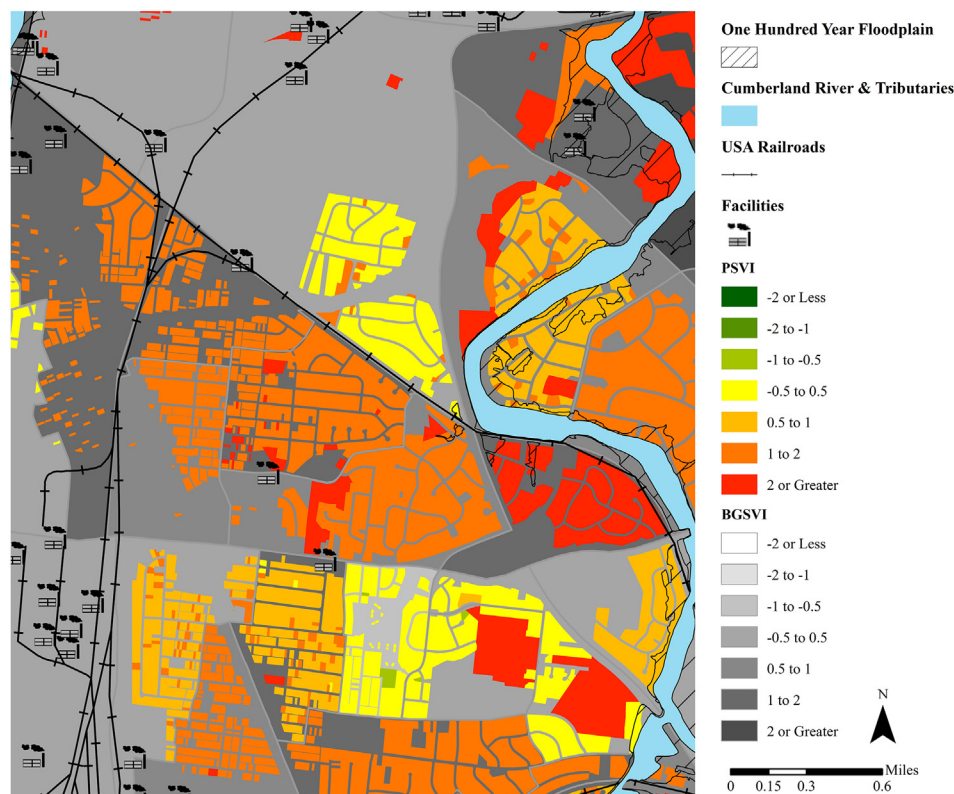 One Hundred Year Floodplain
Cumberland River & Tributaries
USA Railroads
Facilities
PSVI
-2 or Less
-2 to -1
-1 to -0.5
-0.5 to 0.5
0.5 to 1
1 to 2
2 or Greater
BGSVI
-2 or Less
-2 to -1
-1 to -0.5
-0.5 to 0.5
0.5 to 1
1 to 2
2 or Greater
N
Miles
0 0.15 0.3 0.6